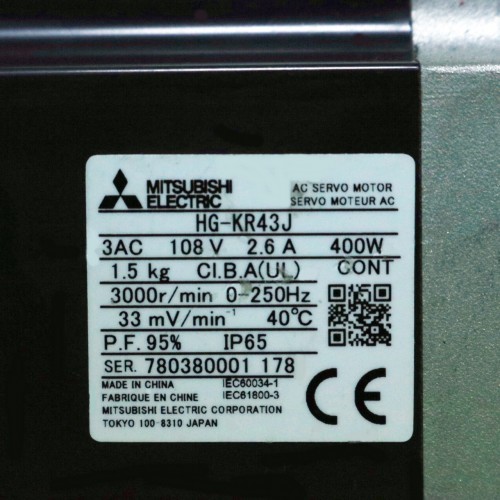 MITSUBISHI
ELECTRIC
AC SERVO MOTOR
SERVO MOTEUR AC
HG-KR43J
3AC 108 V 2.6 A 400W
1.5 kg Cl.B.A(UL) CONT
3000r/min 0-250Hz
33 mV/min⁻¹ 40℃
P.F. 95% IP65
SER. 780380001 178
MADE IN CHINA IEC60034-1
FABRIQUE EN CHINE IEC61800-3
MITSUBISHI ELECTRIC CORPORATION
TOKYO 100-8310 JAPAN
CE